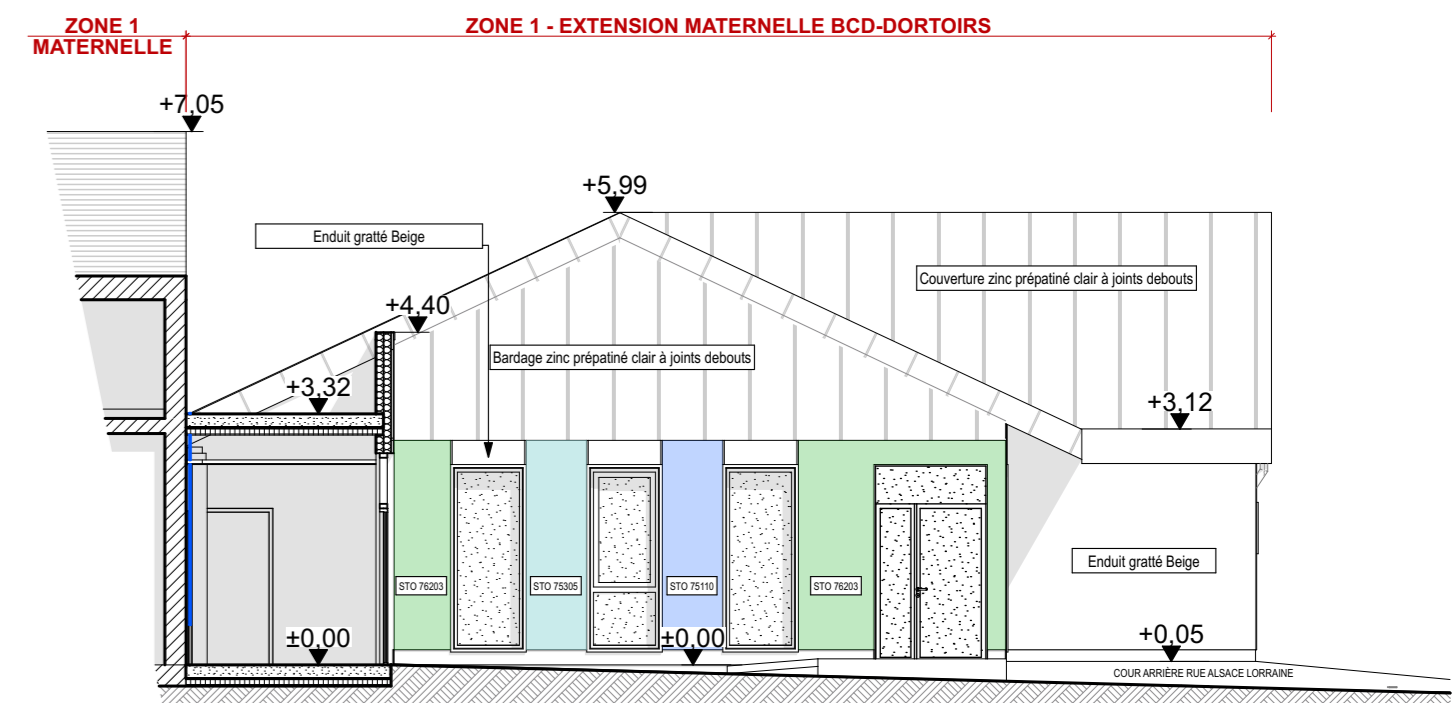 ZONE 1
MATERNELLE
ZONE 1 - EXTENSION MATERNELLE BCD-DORTOIRS
+7,05
+5,99
Enduit gratté Beige
Couverture zinc prépatiné clair à joints debouts
+4,40
Bardage zinc prépatiné clair à joints debouts
+3,32
+3,12
Enduit gratté Beige
STO 76203
STO 75305
STO 75110
STO 76203
±0,00
±0,00
+0,05
COUR ARRIÈRE RUE ALSACE LORRAINE